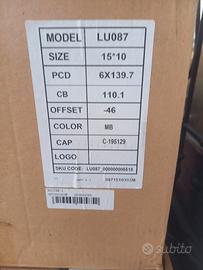 MODEL LU087
SIZE 15*10
PCD 6X139.7
CB 110.1
OFFSET -46
COLOR MB
CAP C-195129
LOGO
SKU CODE: LU087_000000006518
subito